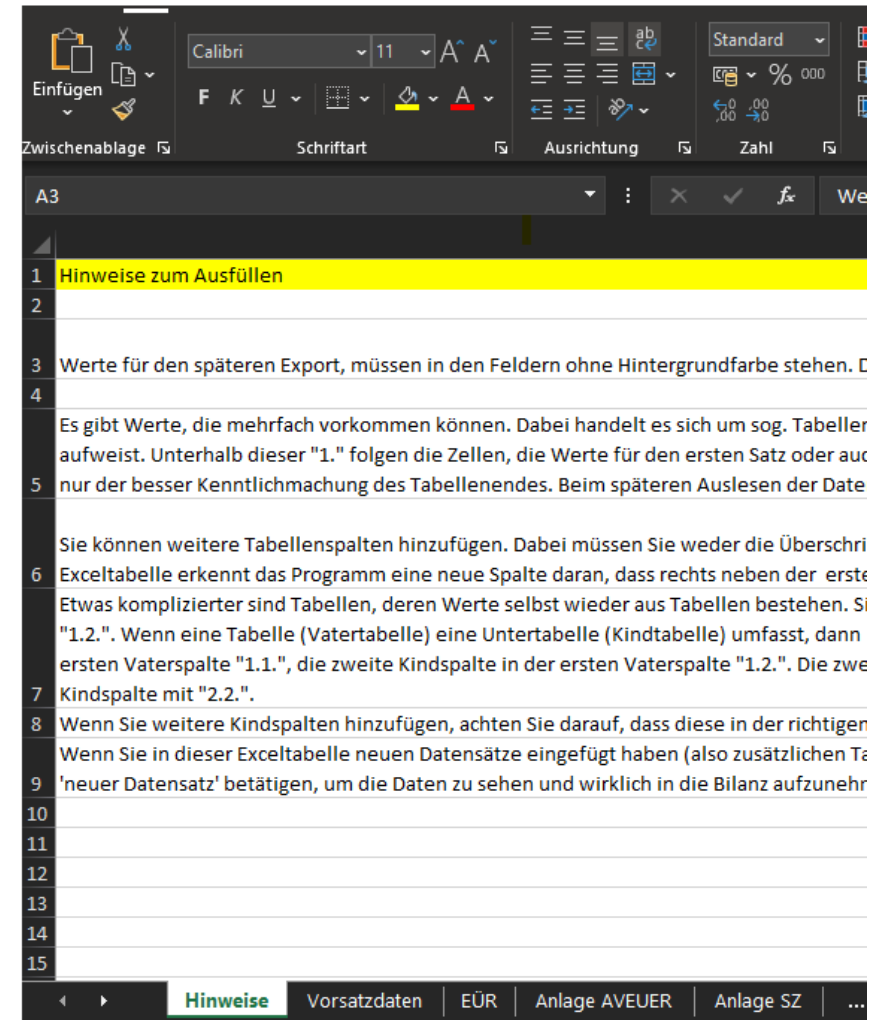 Einfügen
Calibri
11
A^ Aˇ
ab
Standard
F K U
A
% 000
,00
,00
Zwischenablage
Schriftart
Ausrichtung
Zahl
A3
fx
We
1 Hinweise zum Ausfüllen
2
3 Werte für den späteren Export, müssen in den Feldern ohne Hintergrundfarbe stehen. D
4
Es gibt Werte, die mehrfach vorkommen können. Dabei handelt es sich um sog. Tabellen
aufweist. Unterhalb dieser "1." folgen die Zellen, die Werte für den ersten Satz oder auc
5 nur der besser Kenntlichmachung des Tabellenendes. Beim späteren Auslesen der Date
Sie können weitere Tabellenspalten hinzufügen. Dabei müssen Sie weder die Überschri
6 Exceltabelle erkennt das Programm eine neue Spalte daran, dass rechts neben der erste
Etwas komplizierter sind Tabellen, deren Werte selbst wieder aus Tabellen bestehen. Si
"1.2.". Wenn eine Tabelle (Vatertabelle) eine Untertabelle (Kindtabelle) umfasst, dann
ersten Vaterspalte "1.1.", die zweite Kindspalte in der ersten Vaterspalte "1.2.". Die zwe
7 Kindspalte mit "2.2.".
8 Wenn Sie weitere Kindspalten hinzufügen, achten Sie darauf, dass diese in der richtigen
Wenn Sie in dieser Exceltabelle neuen Datensätze eingefügt haben (also zusätzlichen Ta
9 'neuer Datensatz' betätigen, um die Daten zu sehen und wirklich in die Bilanz aufzunehm
10
11
12
13
14
15
Hinweise Vorsatzdaten EÜR Anlage AVEUER Anlage SZ ...